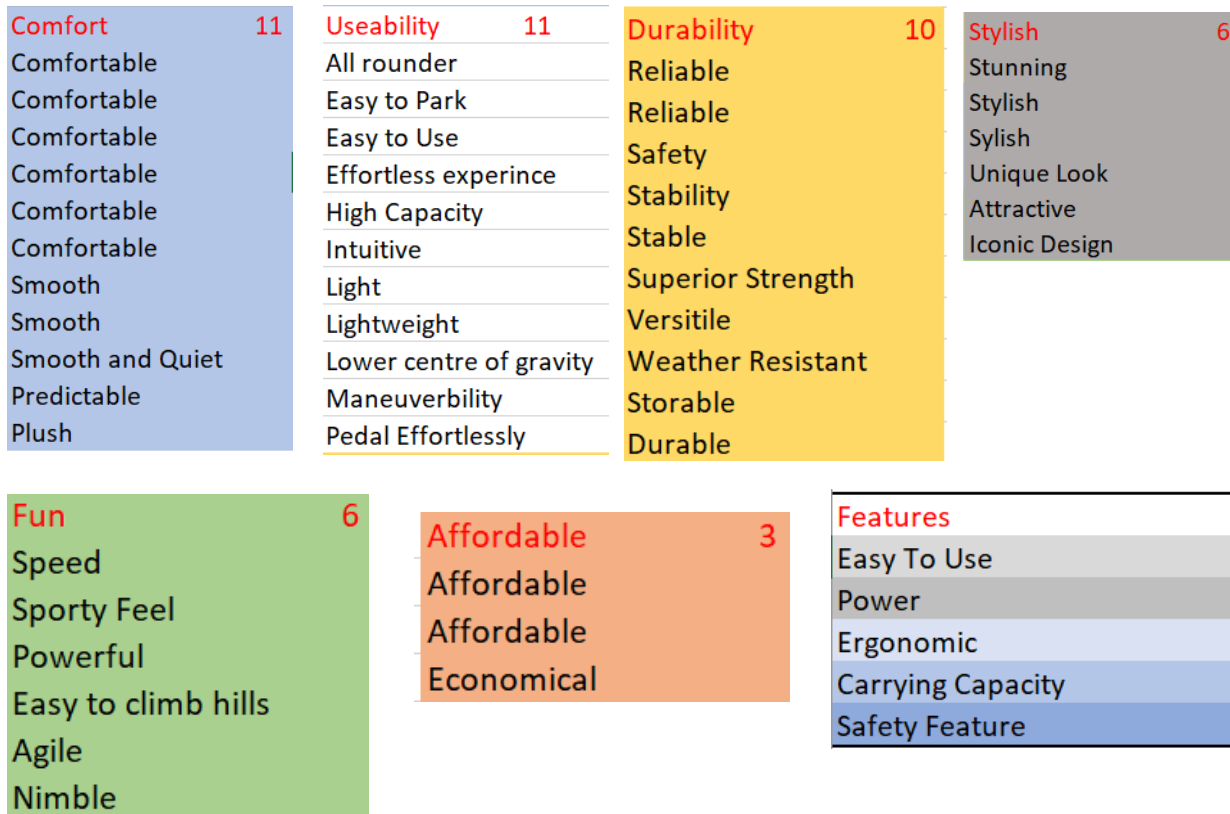 Comfort 11
Comfortable
Comfortable
Comfortable
Comfortable
Comfortable
Comfortable
Smooth
Smooth
Smooth and Quiet
Predictable
Plush
Useability 11
All rounder
Easy to Park
Easy to Use
Effortless experince
High Capacity
Intuitive
Light
Lightweight
Lower centre of gravity
Maneuverbility
Pedal Effortlessly
Durability 10
Reliable
Reliable
Safety
Stability
Stable
Superior Strength
Versitile
Weather Resistant
Storable
Durable
Stylish 6
Stunning
Stylish
Sylish
Unique Look
Attractive
Iconic Design
Fun 6
Speed
Sporty Feel
Powerful
Easy to climb hills
Agile
Nimble
Affordable 3
Affordable
Affordable
Economical
Features
Easy To Use
Power
Ergonomic
Carrying Capacity
Safety Feature